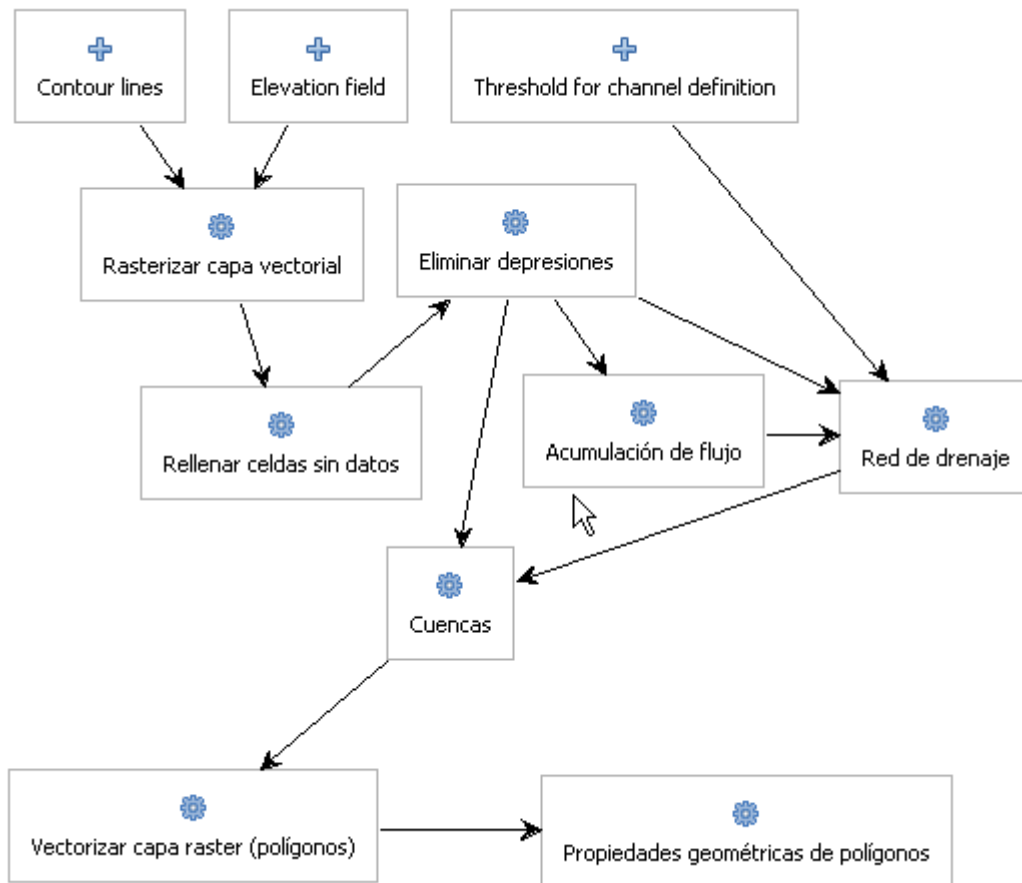 Contour lines
Elevation field
Threshold for channel definition
Rasterizar capa vectorial
Eliminar depresiones
Rellenar celdas sin datos
Acumulación de flujo
Red de drenaje
Cuencas
Vectorizar capa raster (polígonos)
Propiedades geométricas de polígonos